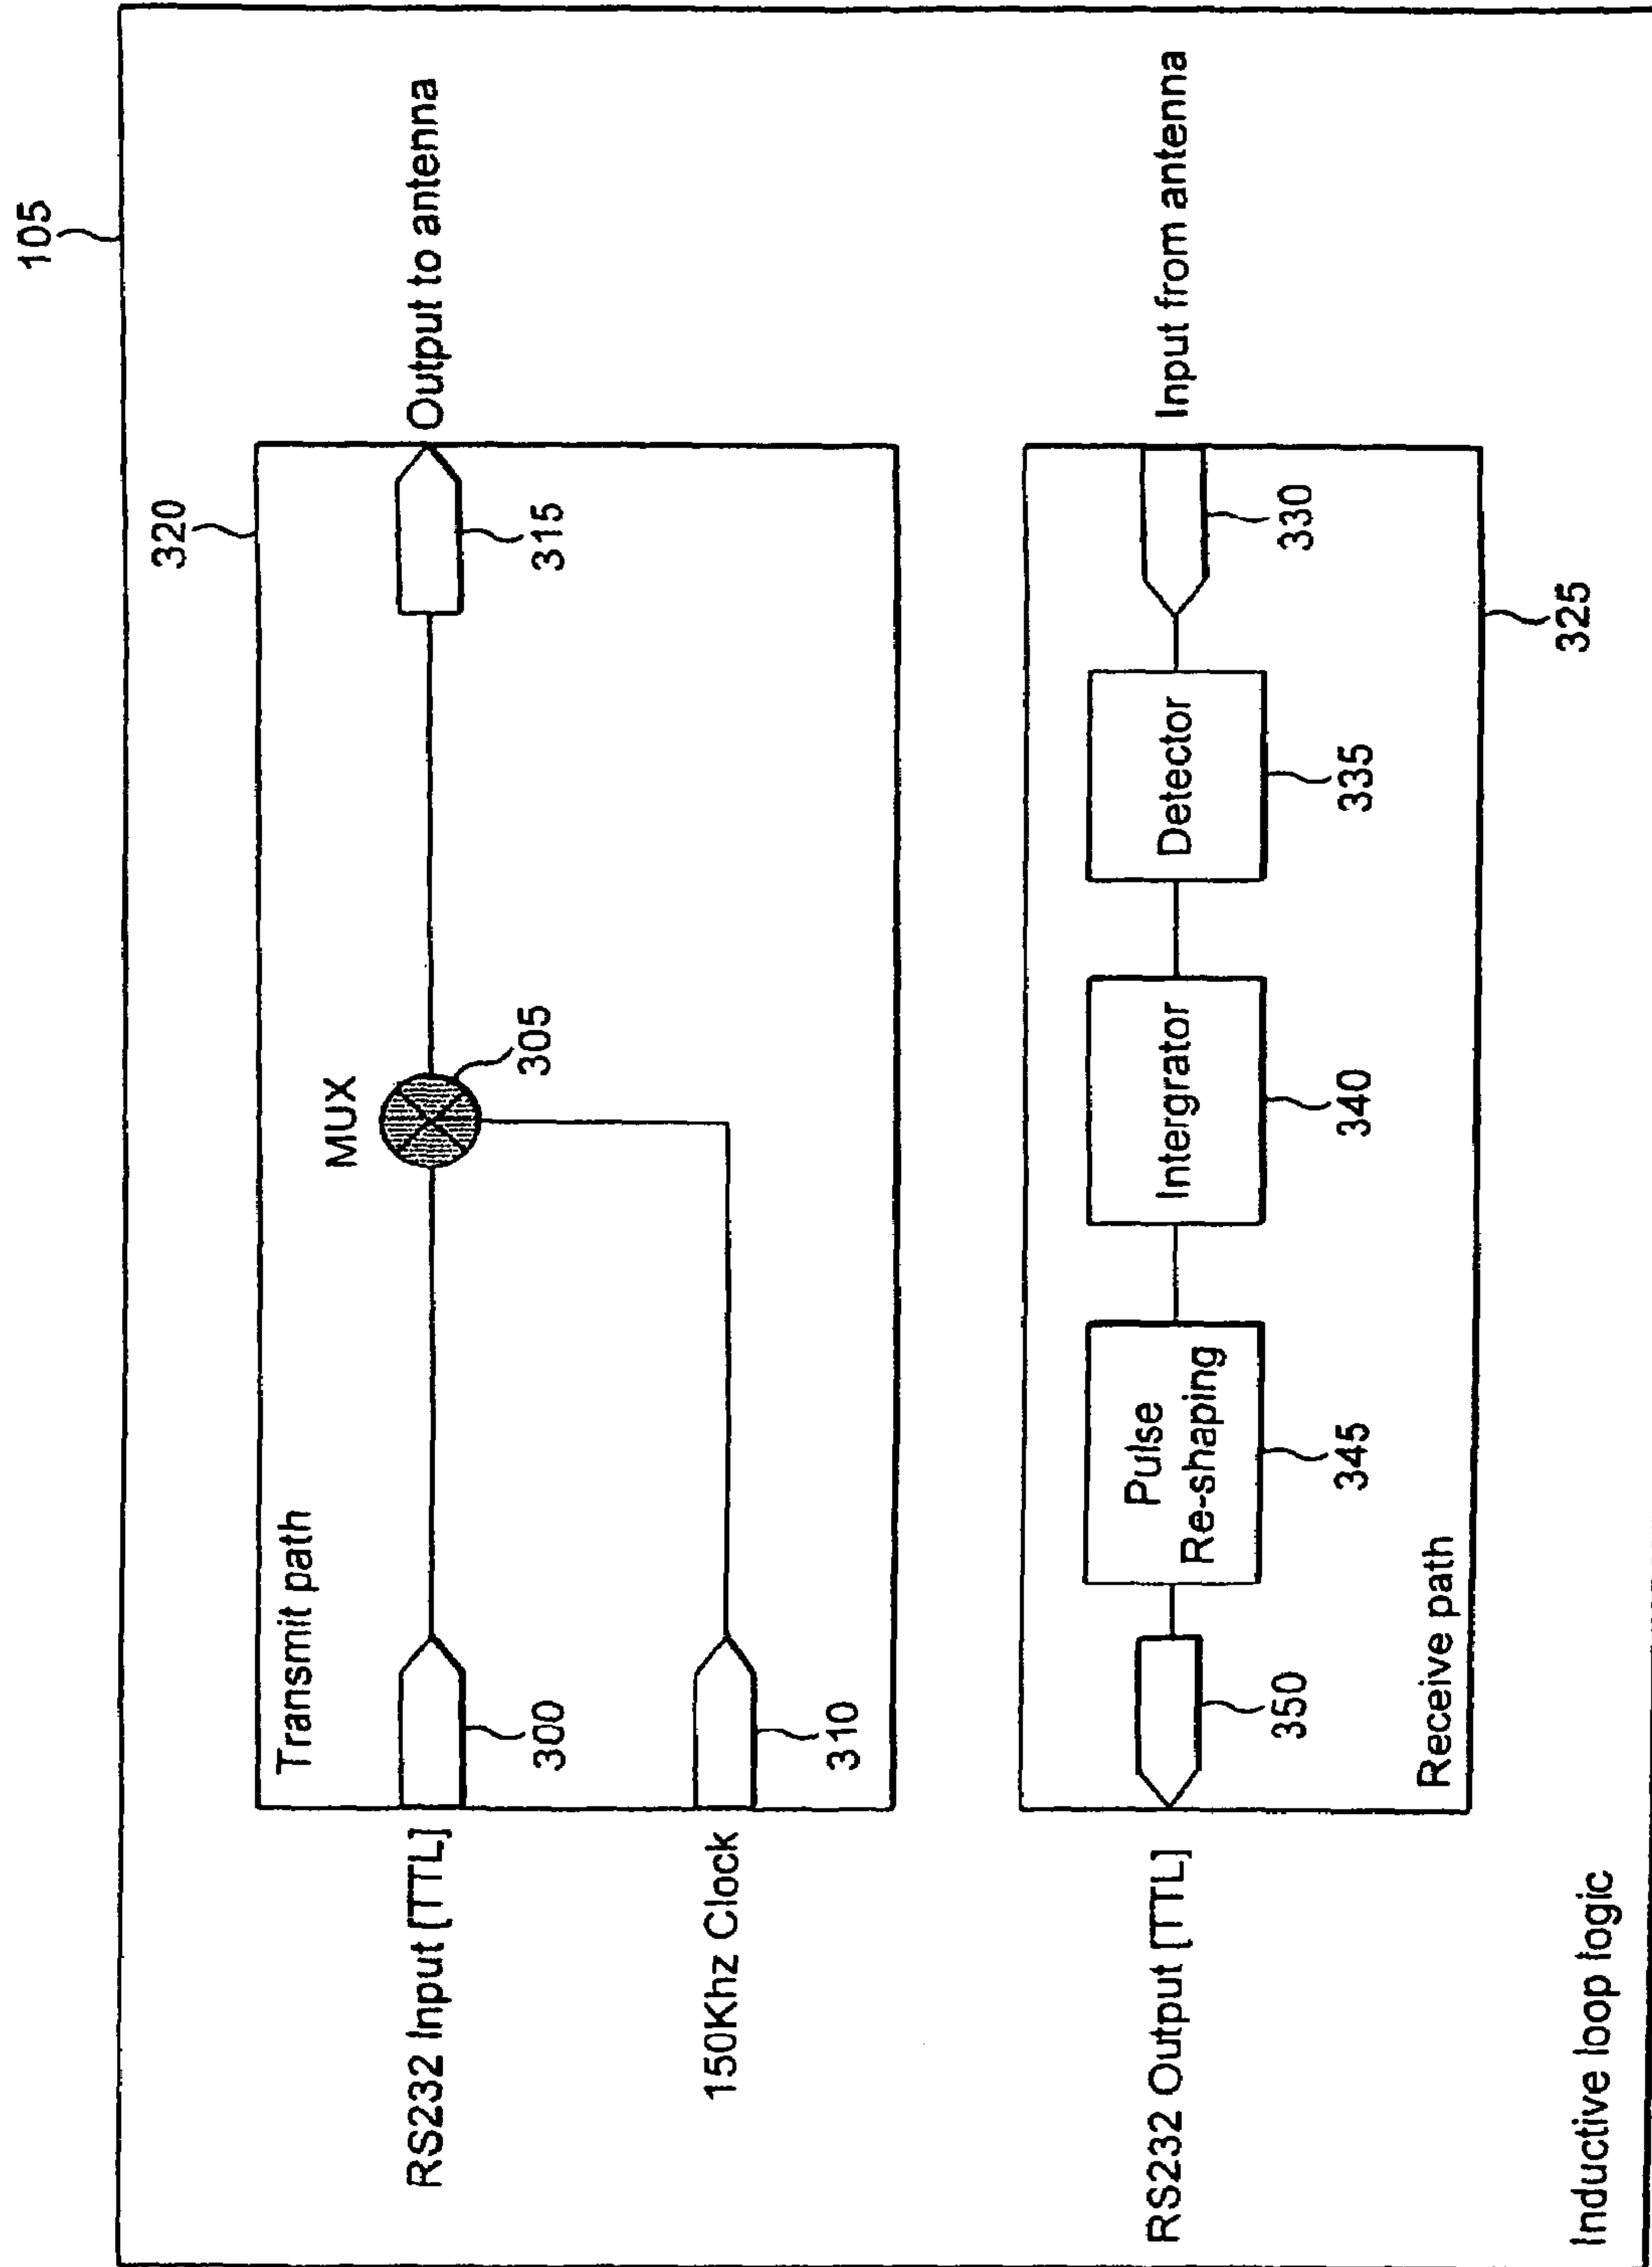 105
320
Transmit path
MUX
RS232 Input [TTL]
Output to antenna
305
315
300
150Khz Clock
310
RS232 Output [TTL]
Input from antenna
Pulse
Re-shaping
Intergrator
Detector
330
350
345
340
335
Receive path
325
Inductive loop logic